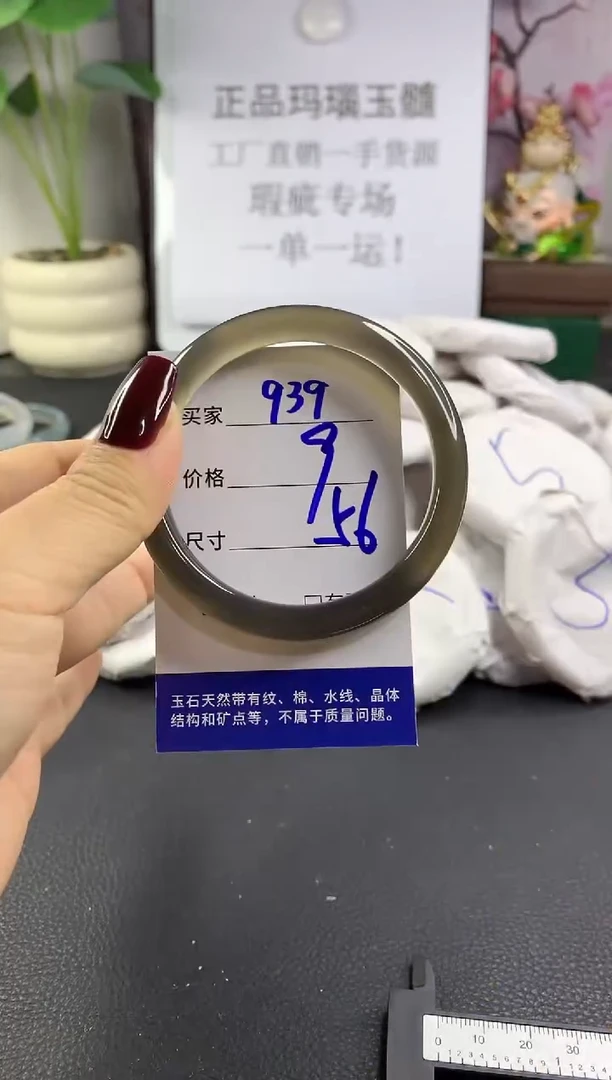 正品玛瑙玉髓
工厂直销一手货源
瑕疵专场
一单一运！
买家 939
价格 9
尺寸 56
玉石天然带有纹、棉、水线、晶体
结构和矿点等，不属于质量问题。
0 10 20 30